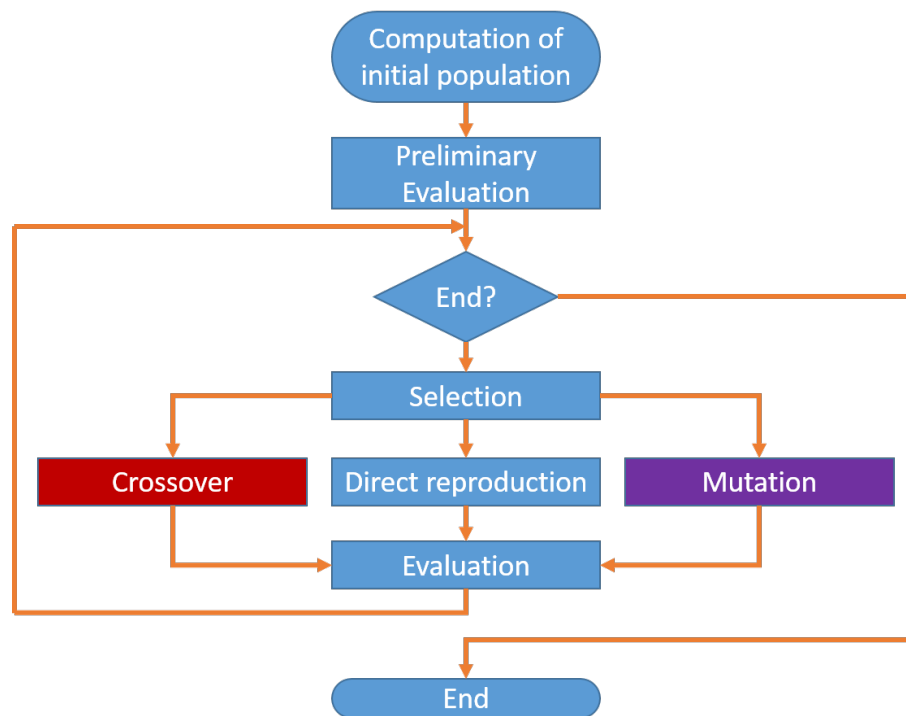 Computation of
initial population
Preliminary
Evaluation
End?
Selection
Crossover
Direct reproduction
Mutation
Evaluation
End